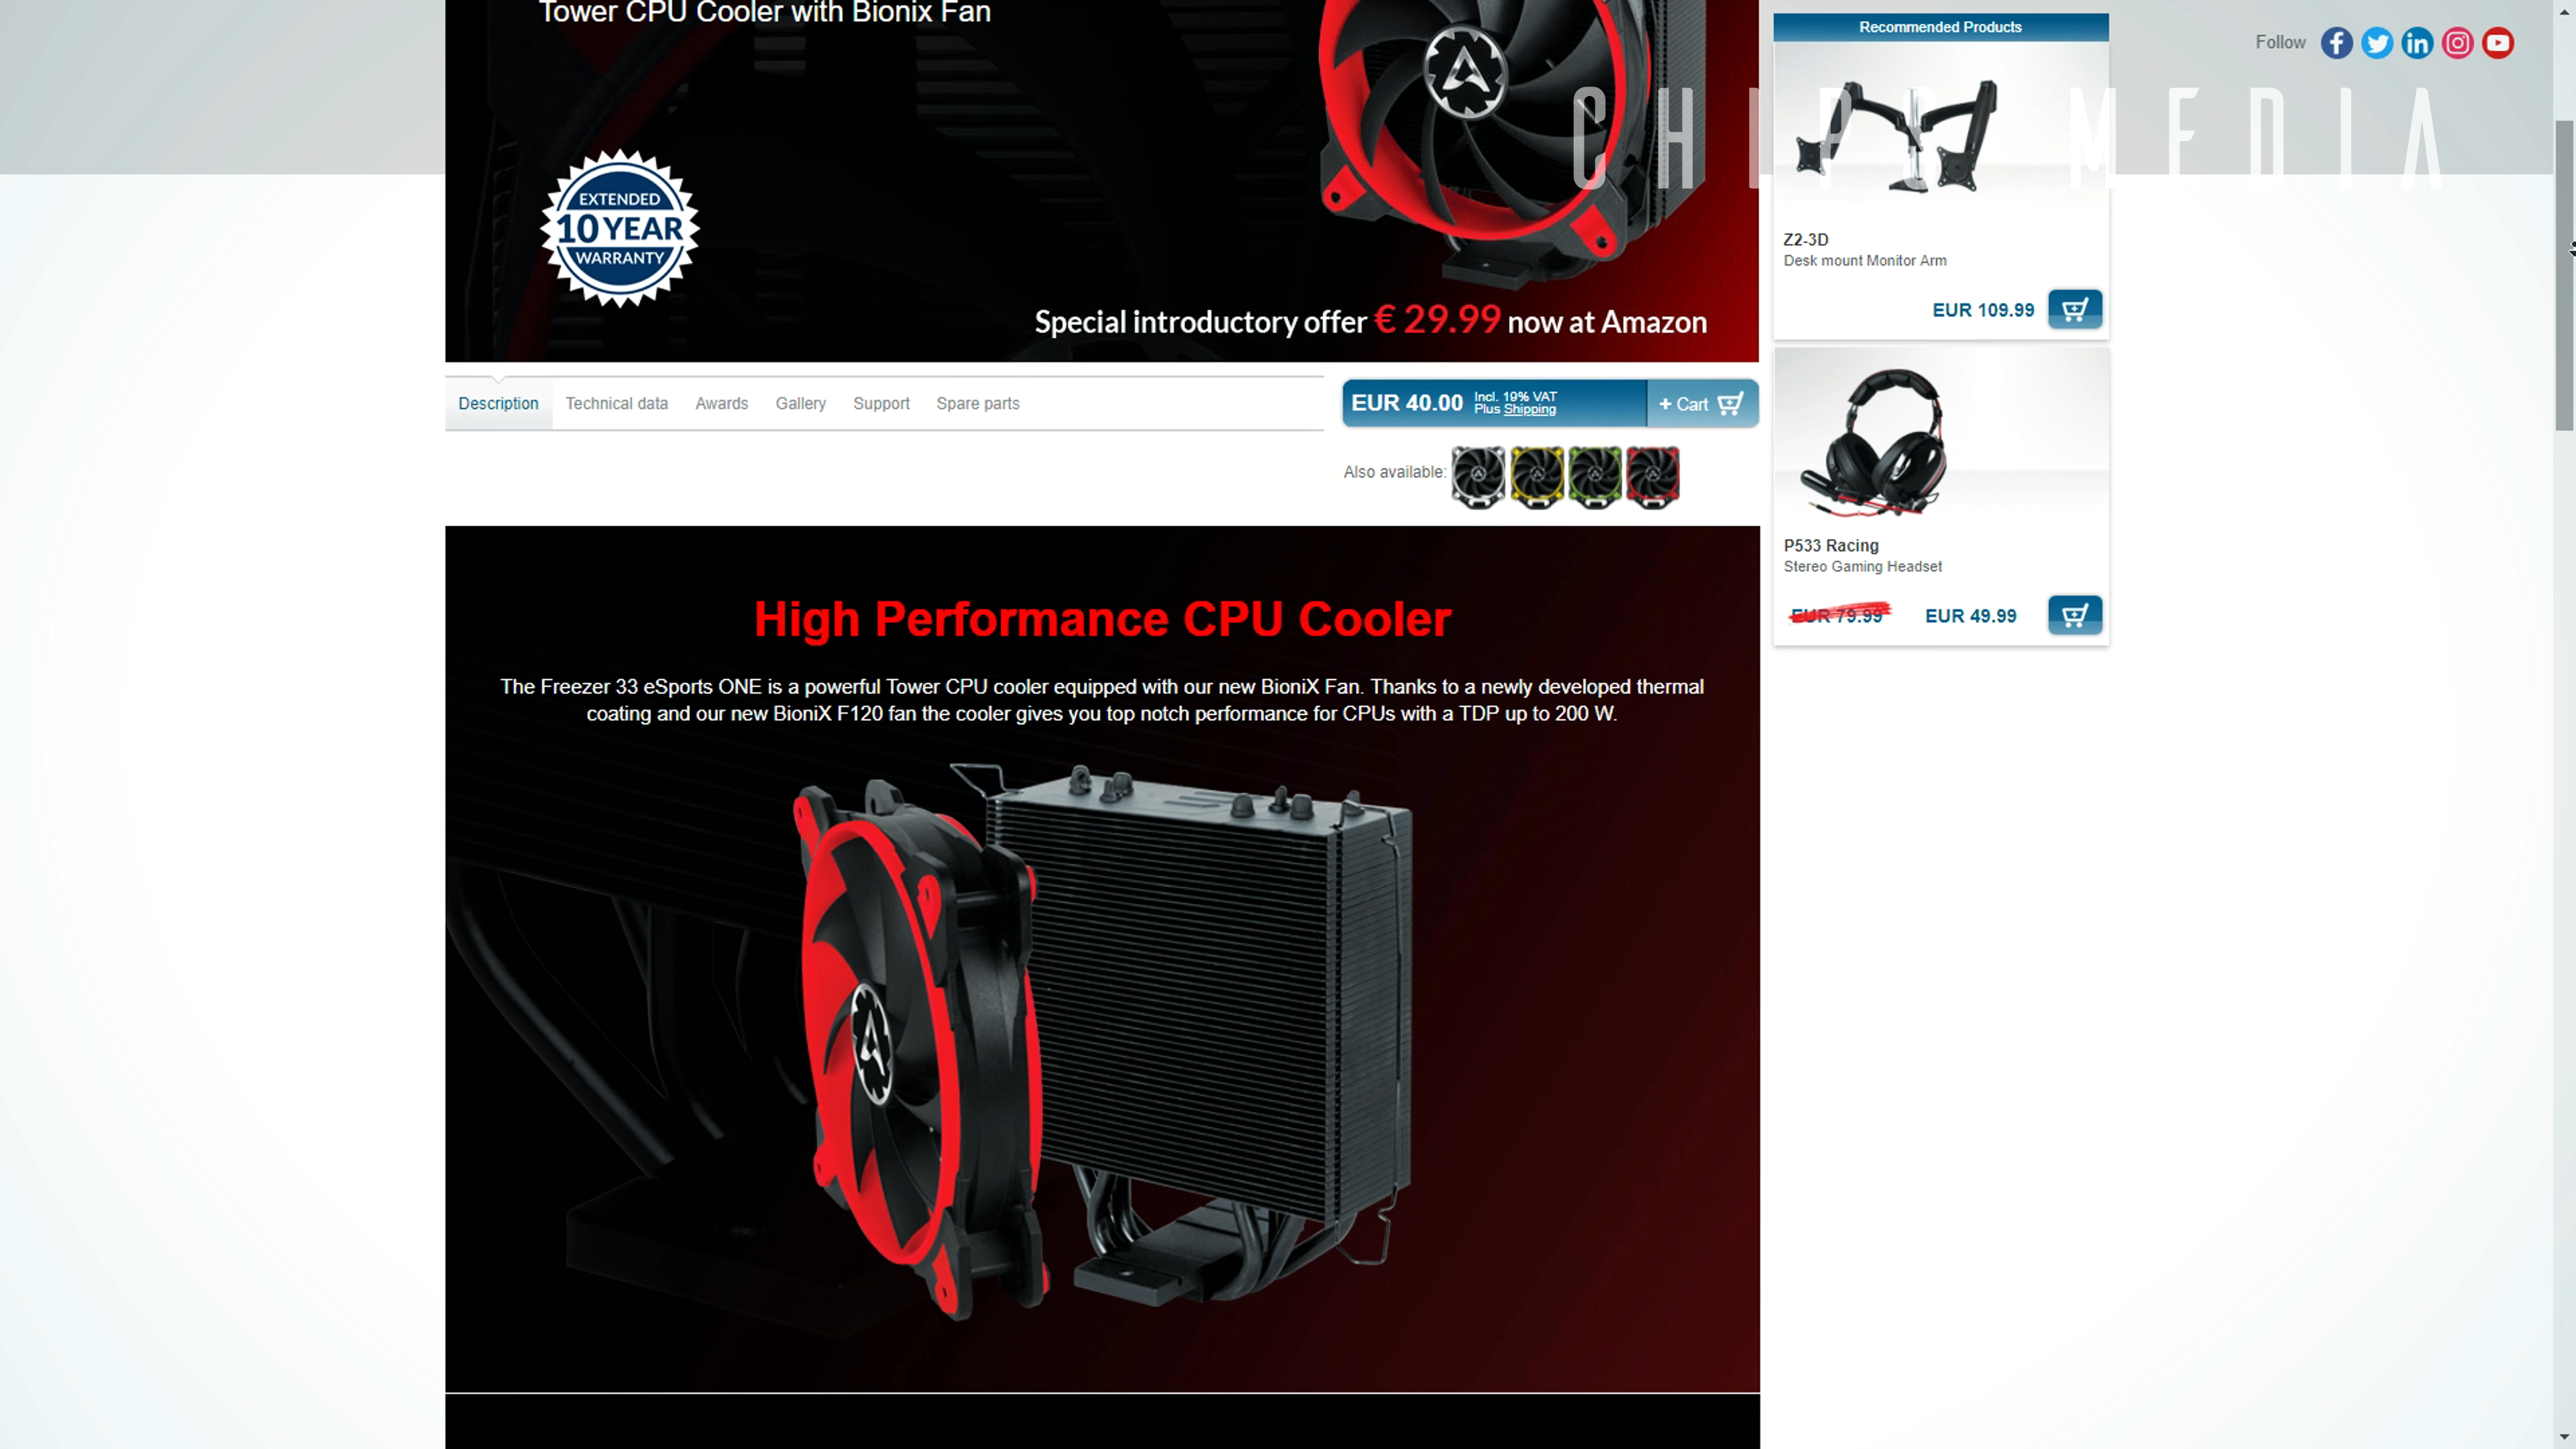 Tower CPU Cooler with Bionix Fan
EXTENDED
10 YEAR
WARRANTY
Special introductory offer € 29.99 now at Amazon
Description
Technical data
Awards
Gallery
Support
Spare parts
EUR 40.00
Incl. 19% VAT
Plus Shipping
+ Cart
Also available:
High Performance CPU Cooler
The Freezer 33 eSports ONE is a powerful Tower CPU cooler equipped with our new BioniX Fan. Thanks to a newly developed thermal
coating and our new BioniX F120 fan the cooler gives you top notch performance for CPUs with a TDP up to 200 W.
Recommended Products
Z2-3D
Desk mount Monitor Arm
EUR 109.99
P533 Racing
Stereo Gaming Headset
EUR 79.99
EUR 49.99
Follow
CHIPS MEDIA